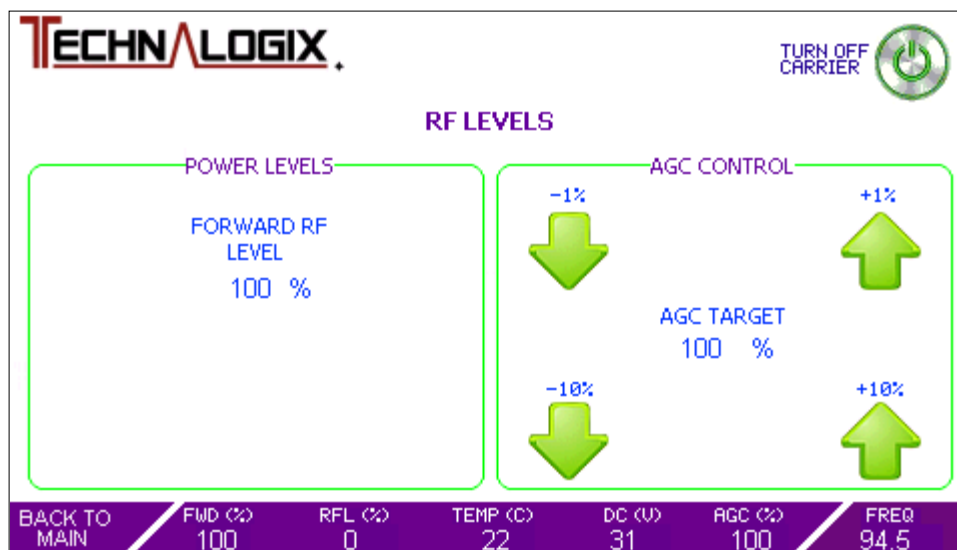 TECHNALOGIX.
TURN OFF
CARRIER
RF LEVELS
POWER LEVELS
FORWARD RF
LEVEL
100 %
AGC CONTROL
-1% +1%
AGC TARGET
100 %
-10% +10%
BACK TO
MAIN
FWD (%) RFL (%) TEMP (C) DC (V) AGC (%) FREQ
100 0 22 31 100 94.5